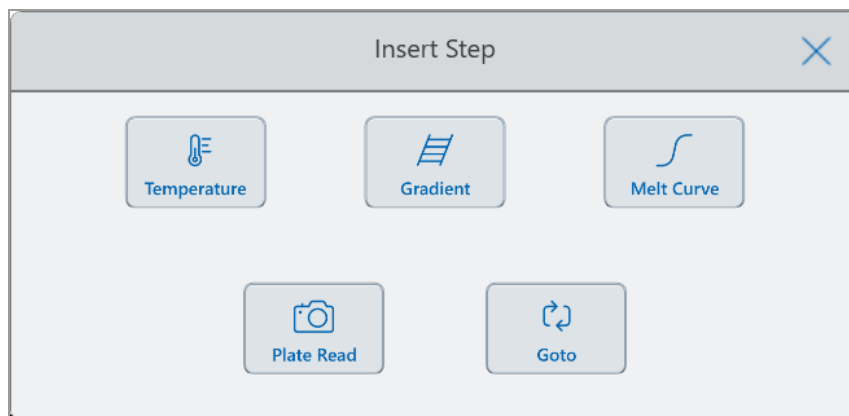 Insert Step
Temperature
Gradient
Melt Curve
Plate Read
Goto